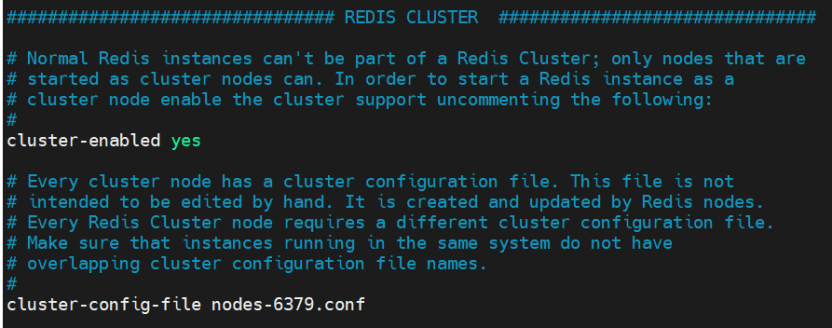 ################################ REDIS CLUSTER  ###############################
# Normal Redis instances can't be part of a Redis Cluster; only nodes that are
# started as cluster nodes can. In order to start a Redis instance as a
# cluster node enable the cluster support uncommenting the following:
#
cluster-enabled yes
# Every cluster node has a cluster configuration file. This file is not
# intended to be edited by hand. It is created and updated by Redis nodes.
# Every Redis Cluster node requires a different cluster configuration file.
# Make sure that instances running in the same system do not have
# overlapping cluster configuration file names.
#
cluster-config-file nodes-6379.conf